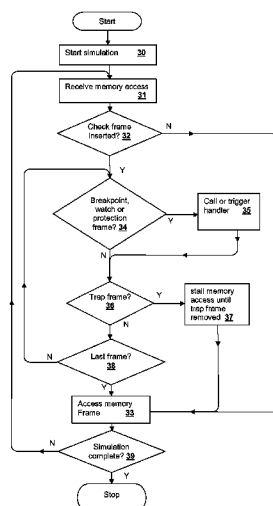 Start
Start simulation 30
Receive memory access
31
Check frame
inserted? 32
N
Y
Breakpoint,
watch or
protection
frame? 34
Y
Call or trigger
handler 35
N
Trap frame?
36
Y
stall memory
access until
trap frame
removed 37
N
Last frame?
38
N
Y
Access memory
Frame 33
Simulation
complete? 39
N
Y
Stop